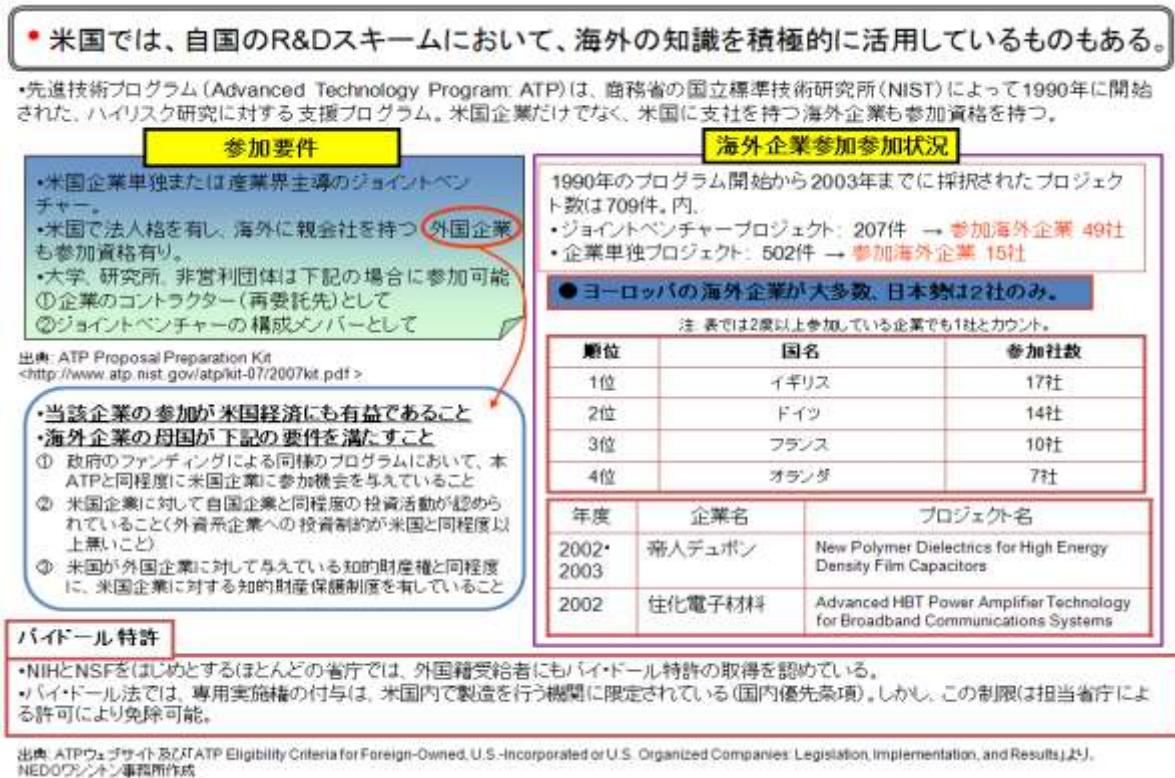 • 米国では、自国のR&Dスキームにおいて、海外の知識を積極的に活用しているものもある。
•先進技術プログラム(Advanced Technology Program: ATP)は、商務省の国立標準技術研究所(NIST)によって1990年に開始
された、ハイリスク研究に対する支援プログラム。米国企業だけでなく、米国に支社を持つ海外企業も参加資格を持つ。
参加要件
•米国企業単独または産業界主導のジョイントベン
チャー。
•米国で法人格を有し、海外に親会社を持つ 外国企業
も参加資格有り。
•大学、研究所、非営利団体は下記の場合に参加可能
①企業のコントラクター(再委託先)として
②ジョイントベンチャーの構成メンバーとして
出典: ATP Proposal Preparation Kit
<http://www.atp.nist.gov/atp/kit-07/2007kit.pdf >
•当該企業の参加が米国経済にも有益であること
•海外企業の母国が下記の要件を満たすこと
① 政府のファンディングによる同様のプログラムにおいて、本
ATPと同程度に米国企業に参加機会を与えていること
② 米国企業に対して自国企業と同程度の投資活動が認めら
れていること(外資系企業への投資制約が米国と同程度以
上無いこと)
③ 米国が外国企業に対して与えている知的財産権と同程度
に、米国企業に対する知的財産保護制度を有していること
海外企業参加参加状況
1990年のプログラム開始から2003年までに採択されたプロジェク
ト数は709件。内、
•ジョイントベンチャープロジェクト: 207件 → 参加海外企業 49社
•企業単独プロジェクト: 502件 → 参加海外企業 15社
●ヨーロッパの海外企業が大多数、日本勢は2社のみ。
注:表では2度以上参加している企業でも1社とカウント。
順位 国名 参加社数
1位 イギリス 17社
2位 ドイツ 14社
3位 フランス 10社
4位 オランダ 7社
年度 企業名 プロジェクト名
2002•2003 帝人デュポン New Polymer Dielectrics for High Energy
Density Film Capacitors
2002 住化電子材料 Advanced HBT Power Amplifier Technology
for Broadband Communications Systems
バイドール特許
•NIHとNSFをはじめとするほとんどの省庁では、外国籍受給者にもバイ•ドール特許の取得を認めている。
•バイ•ドール法では、専用実施権の付与は、米国内で製造を行う機関に限定されている(国内優先条項)。しかし、この制限は担当省庁によ
る許可により免除可能。
出典: ATPウェブサイト及び「ATP Eligibility Criteria for Foreign-Owned, U.S.-Incorporated or U.S. Organized Companies: Legislation, Implementation, and Results」より、
NEDOワシントン事務所作成